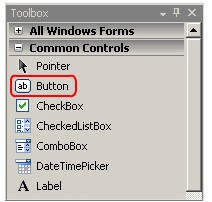 Toolbox
All Windows Forms
Common Controls
Pointer
ab Button
CheckBox
CheckedListBox
ComboBox
DateTimePicker
A Label